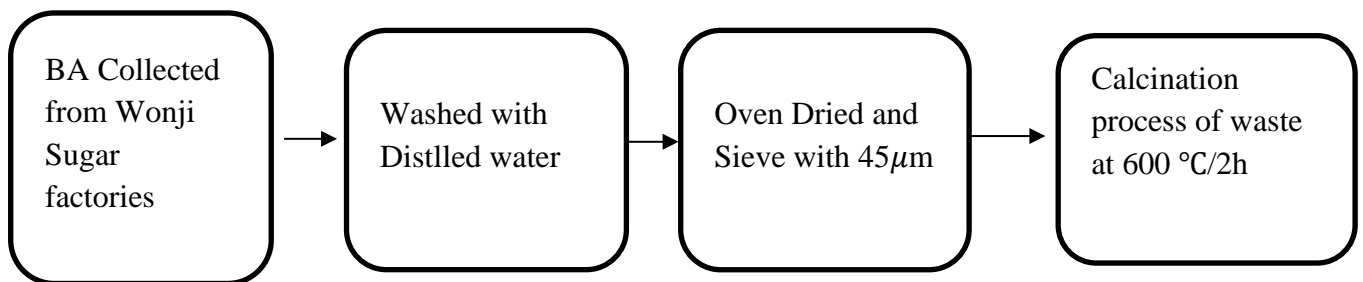 BA Collected
from Wonji
Sugar
factories
Washed with
Distlled water
Oven Dried and
Sieve with 45𝜇m
Calcination
process of waste
at 600 ℃/2h